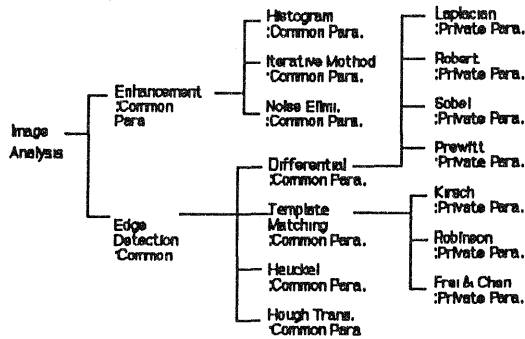 Image
Analysis
Enhancement
:Common
Para
Edge
Detection
:Common
Histogram
:Common Para.
Iterative Method
:Common Para.
Noise Elimi.
:Common Para.
Differential
:Common Para.
Template
Matching
:Common Para.
Heuckel
:Common Para.
Hough Trans.
:Common Para
Laplacian
:Private Para.
Robert
:Private Para.
Sobel
:Private Para.
Prewitt
:Private Para.
Kirsch
:Private Para.
Robinson
:Private Para.
Frei & Chen
:Private Para.